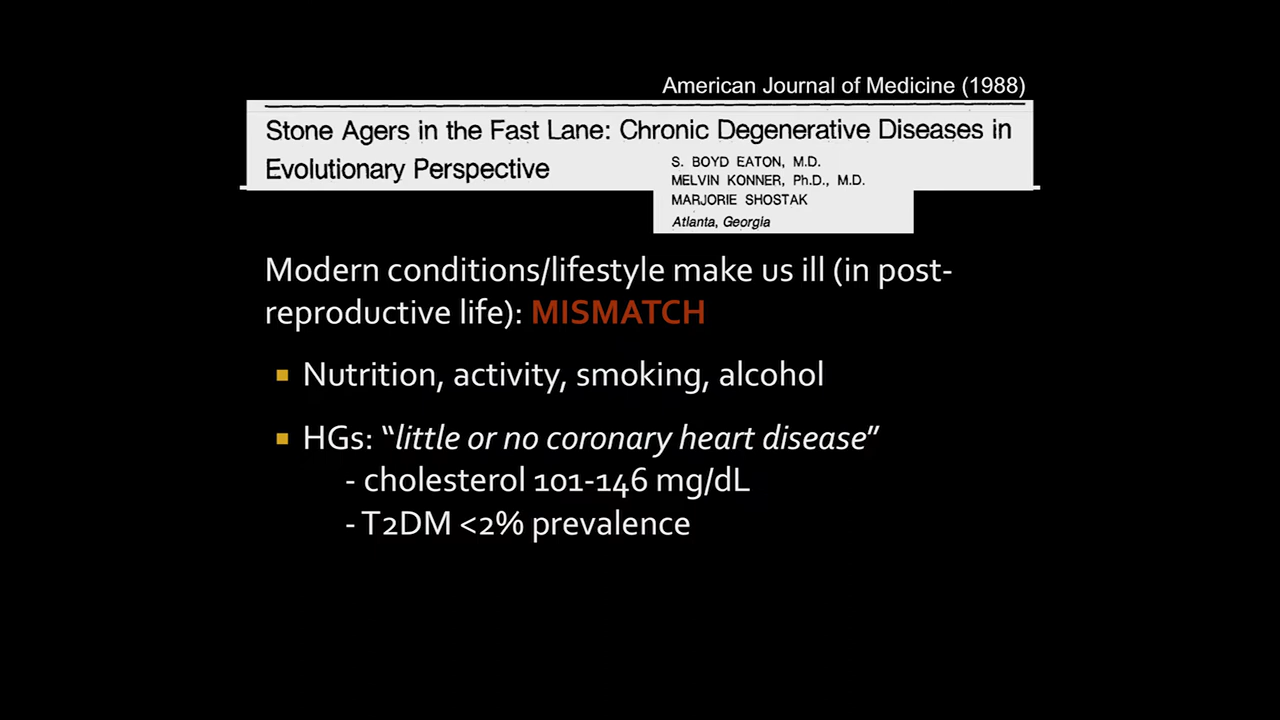 American Journal of Medicine (1988)
Stone Agers in the Fast Lane: Chronic Degenerative Diseases in
Evolutionary Perspective
S. BOYD EATON, M.D.
MELVIN KONNER, Ph.D., M.D.
MARJORIE SHOSTAK
Atlanta, Georgia
Modern conditions/lifestyle make us ill (in post-
reproductive life): MISMATCH
▪ Nutrition, activity, smoking, alcohol
▪ HGs: “little or no coronary heart disease”
- cholesterol 101-146 mg/dL
- T2DM <2% prevalence